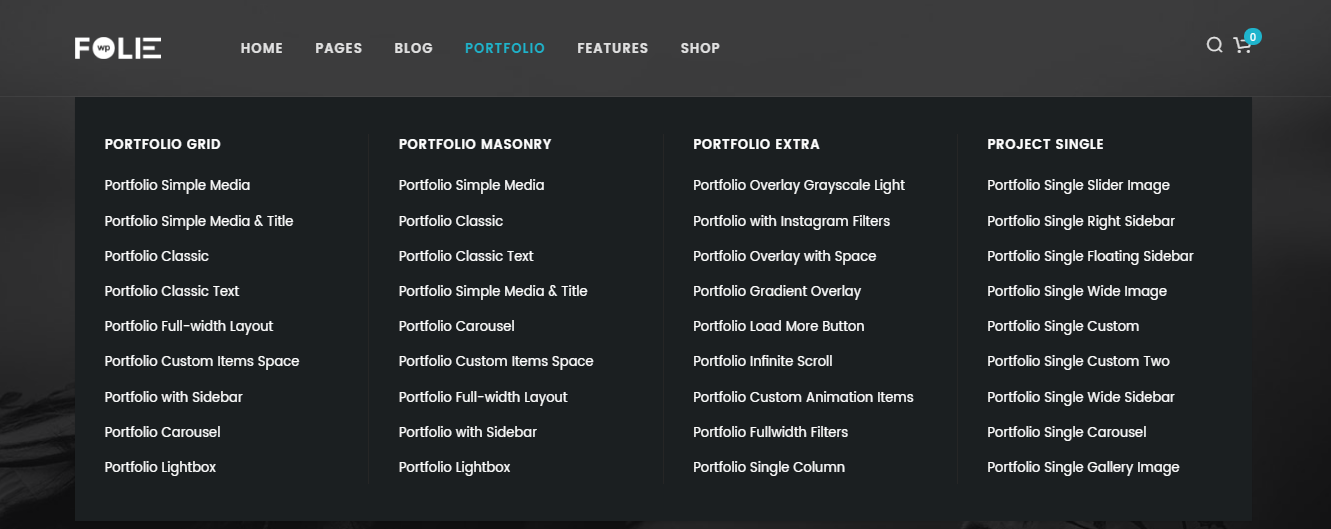 FOLIE wp
HOME PAGES BLOG PORTFOLIO FEATURES SHOP
0
PORTFOLIO GRID
Portfolio Simple Media
Portfolio Simple Media & Title
Portfolio Classic
Portfolio Classic Text
Portfolio Full-width Layout
Portfolio Custom Items Space
Portfolio with Sidebar
Portfolio Carousel
Portfolio Lightbox
PORTFOLIO MASONRY
Portfolio Simple Media
Portfolio Classic
Portfolio Classic Text
Portfolio Simple Media & Title
Portfolio Carousel
Portfolio Custom Items Space
Portfolio Full-width Layout
Portfolio with Sidebar
Portfolio Lightbox
PORTFOLIO EXTRA
Portfolio Overlay Grayscale Light
Portfolio with Instagram Filters
Portfolio Overlay with Space
Portfolio Gradient Overlay
Portfolio Load More Button
Portfolio Infinite Scroll
Portfolio Custom Animation Items
Portfolio Fullwidth Filters
Portfolio Single Column
PROJECT SINGLE
Portfolio Single Slider Image
Portfolio Single Right Sidebar
Portfolio Single Floating Sidebar
Portfolio Single Wide Image
Portfolio Single Custom
Portfolio Single Custom Two
Portfolio Single Wide Sidebar
Portfolio Single Carousel
Portfolio Single Gallery Image